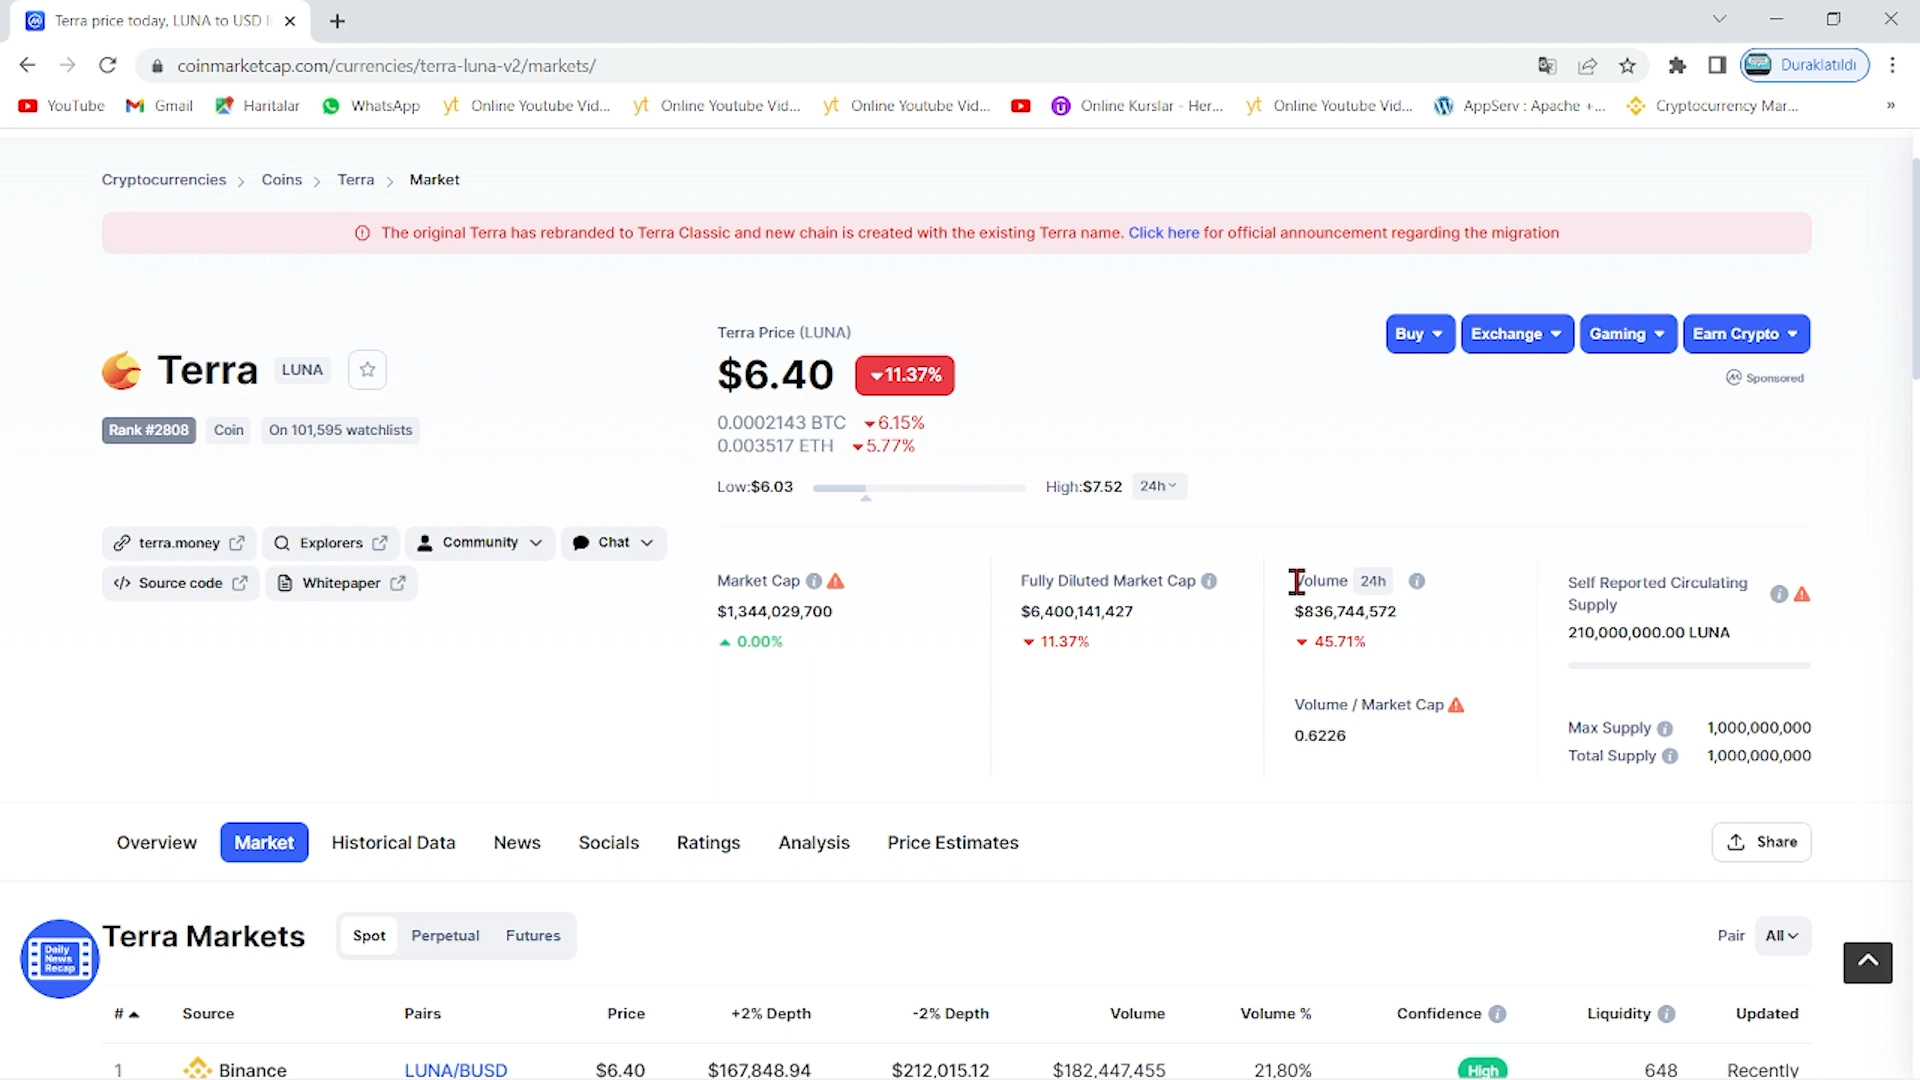 Terra price today, LUNA to USD li
coinmarketcap.com/currencies/terra-luna-v2/markets/
Duraklatıldı
YouTube Gmail Haritalar WhatsApp Online Youtube Vid... Online Youtube Vid... Online Youtube Vid... Online Kurslar - Her... Online Youtube Vid... AppServ : Apache +... Cryptocurrency Mar... »
Cryptocurrencies > Coins > Terra > Market
The original Terra has rebranded to Terra Classic and new chain is created with the existing Terra name. Click here for official announcement regarding the migration
Terra LUNA
Rank #2808 Coin On 101,595 watchlists
terra.money Explorers Community Chat
Source code Whitepaper
Terra Price (LUNA)
$6.40 11.37%
0.0002143 BTC 6.15%
0.003517 ETH 5.77%
Low:$6.03 High:$7.52 24h
Buy Exchange Gaming Earn Crypto
Sponsored
Market Cap
$1,344,029,700
0.00%
Fully Diluted Market Cap
$6,400,141,427
11.37%
Volume 24h
$836,744,572
45.71%
Volume / Market Cap
0.6226
Self Reported Circulating
Supply
210,000,000.00 LUNA
Max Supply 1,000,000,000
Total Supply 1,000,000,000
Overview Market Historical Data News Socials Ratings Analysis Price Estimates Share
Daily
News
Recap
Terra Markets Spot Perpetual Futures Pair All
# Source Pairs Price +2% Depth -2% Depth Volume Volume % Confidence Liquidity Updated
1 Binance LUNA/BUSD $6.40 $167,848.94 $212,015.12 $182,447,455 21,80% High 648 Recently